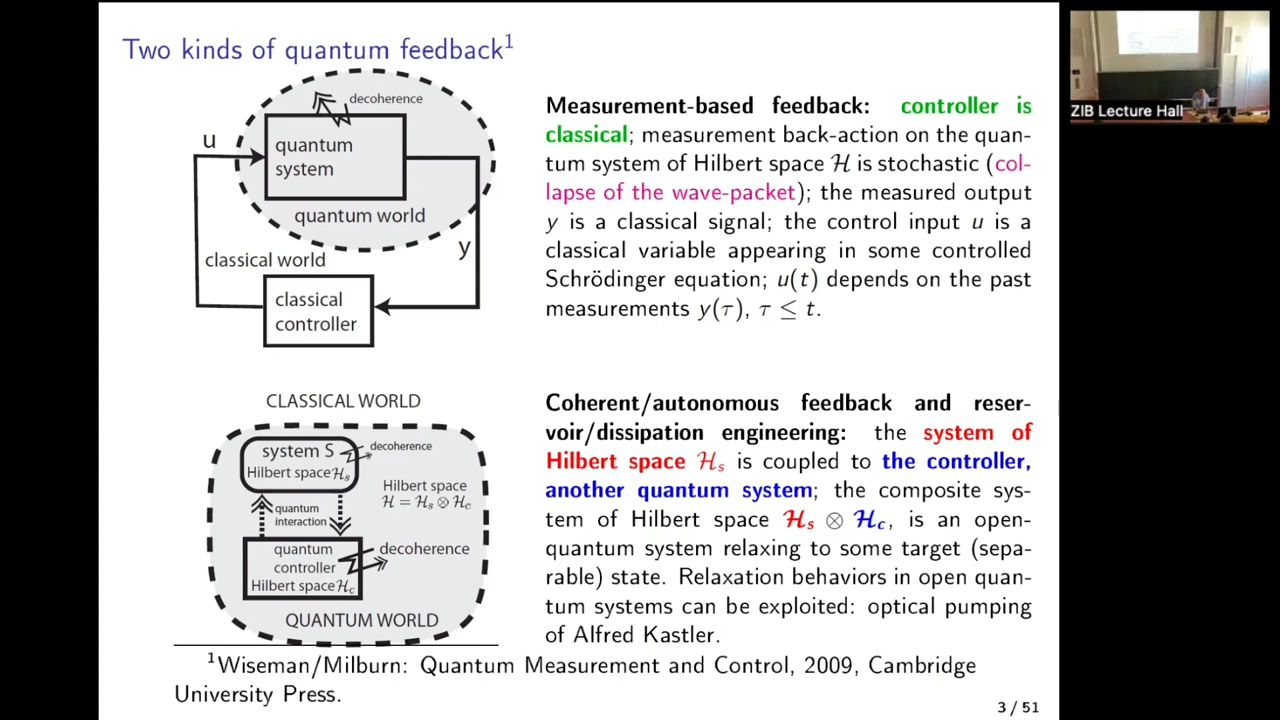 Two kinds of quantum feedback¹
decoherence
u
quantum
system
quantum world
classical world
y
classical
controller
Measurement-based feedback: controller is
classical; measurement back-action on the quan-
tum system of Hilbert space ℋ is stochastic (col-
lapse of the wave-packet); the measured output
y is a classical signal; the control input u is a
classical variable appearing in some controlled
Schrödinger equation; u(t) depends on the past
measurements y(τ), τ ≤ t.
CLASSICAL WORLD
system S
decoherence
Hilbert space ℋs
Hilbert space
ℋ = ℋs ⊗ ℋc
quantum
interaction
quantum
controller
Hilbert space ℋc
decoherence
QUANTUM WORLD
Coherent/autonomous feedback and reser-
voir/dissipation engineering: the system of
Hilbert space ℋs is coupled to the controller,
another quantum system; the composite sys-
tem of Hilbert space ℋs ⊗ ℋc, is an open-
quantum system relaxing to some target (sepa-
rable) state. Relaxation behaviors in open quan-
tum systems can be exploited: optical pumping
of Alfred Kastler.
¹Wiseman/Milburn: Quantum Measurement and Control, 2009, Cambridge
University Press.
3 / 51
ZIB Lecture Hall